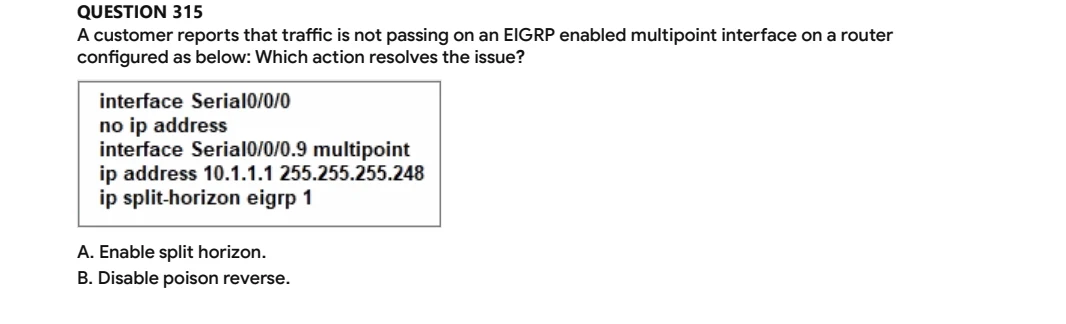 QUESTION 315
A customer reports that traffic is not passing on an EIGRP enabled multipoint interface on a router
configured as below: Which action resolves the issue?
interface Serial0/0/0
no ip address
interface Serial0/0/0.9 multipoint
ip address 10.1.1.1 255.255.255.248
ip split-horizon eigrp 1
A. Enable split horizon.
B. Disable poison reverse.